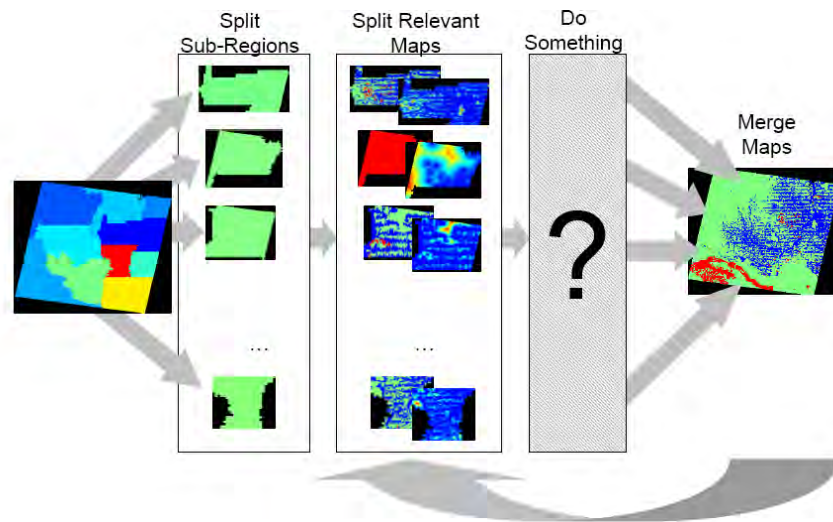 Split
Sub-Regions
Split Relevant
Maps
Do
Something
Merge
Maps
?
...
...